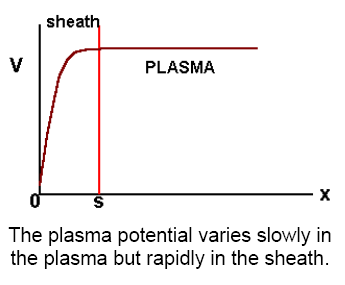 sheath
V
PLASMA
0
s
x
The plasma potential varies slowly in
the plasma but rapidly in the sheath.